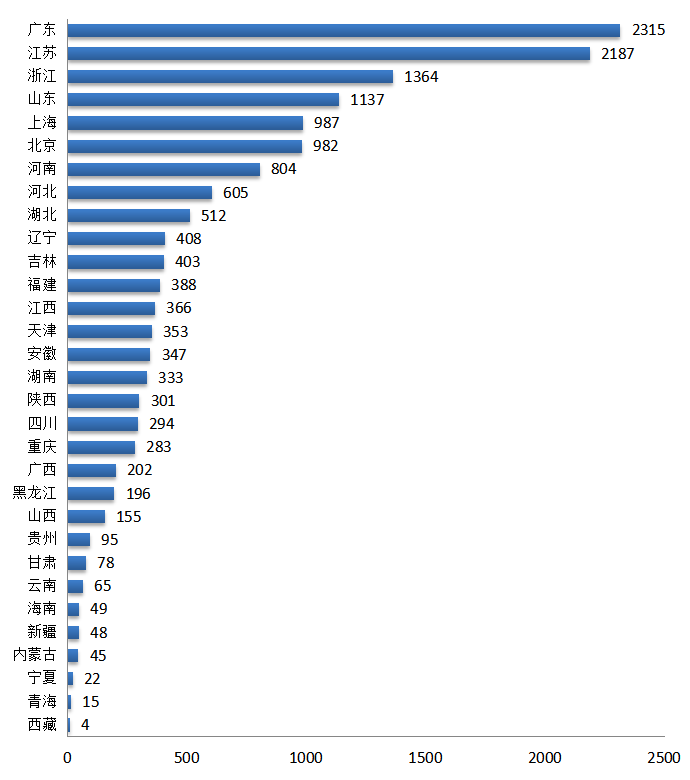 广东 2315
江苏 2187
浙江 1364
山东 1137
上海 987
北京 982
河南 804
河北 605
湖北 512
辽宁 408
吉林 403
福建 388
江西 366
天津 353
安徽 347
湖南 333
陕西 301
四川 294
重庆 283
广西 202
黑龙江 196
山西 155
贵州 95
甘肃 78
云南 65
海南 49
新疆 48
内蒙古 45
宁夏 22
青海 15
西藏 4
0 500 1000 1500 2000 2500